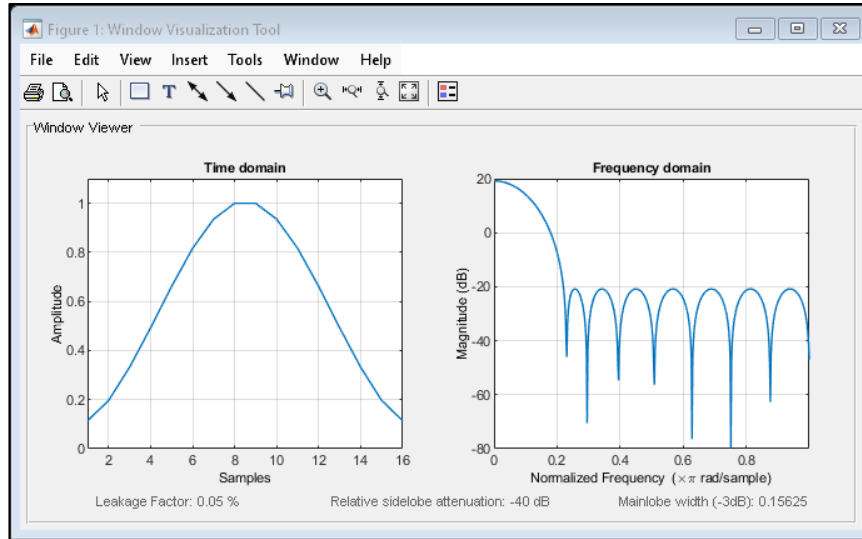 Figure 1: Window Visualization Tool
File Edit View Insert Tools Window Help
T
Window Viewer
Time domain
1
0.8
0.6
0.4
0.2
0
Amplitude
2 4 6 8 10 12 14 16
Samples
Frequency domain
20
0
-20
-40
-60
-80
Magnitude (dB)
0 0.2 0.4 0.6 0.8
Normalized Frequency (×π rad/sample)
Leakage Factor: 0.05 %
Relative sidelobe attenuation: -40 dB
Mainlobe width (-3dB): 0.15625